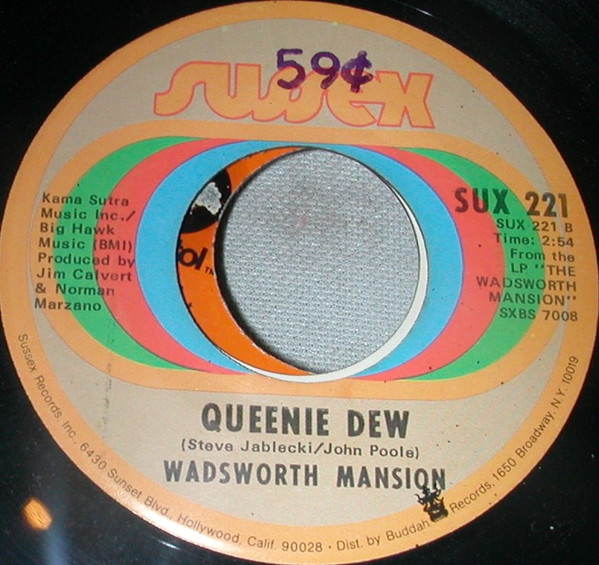 59¢
sussex
Kama Sutra
Music Inc./
Big Hawk
Music (BMI)
Produced by
Jim Calvert
& Norman
Marzano
SUX 221
SUX 221 B
Time: 2:54
From the
LP "THE
WADSWORTH
MANSION"
SXBS 7008
QUEENIE DEW
(Steve Jablecki/John Poole)
WADSWORTH MANSION
Sussex Records, Inc. 6430 Sunset Blvd., Hollywood, Calif. 90028 · Dist. by Buddah Records, 1650 Broadway, N.Y. 10019